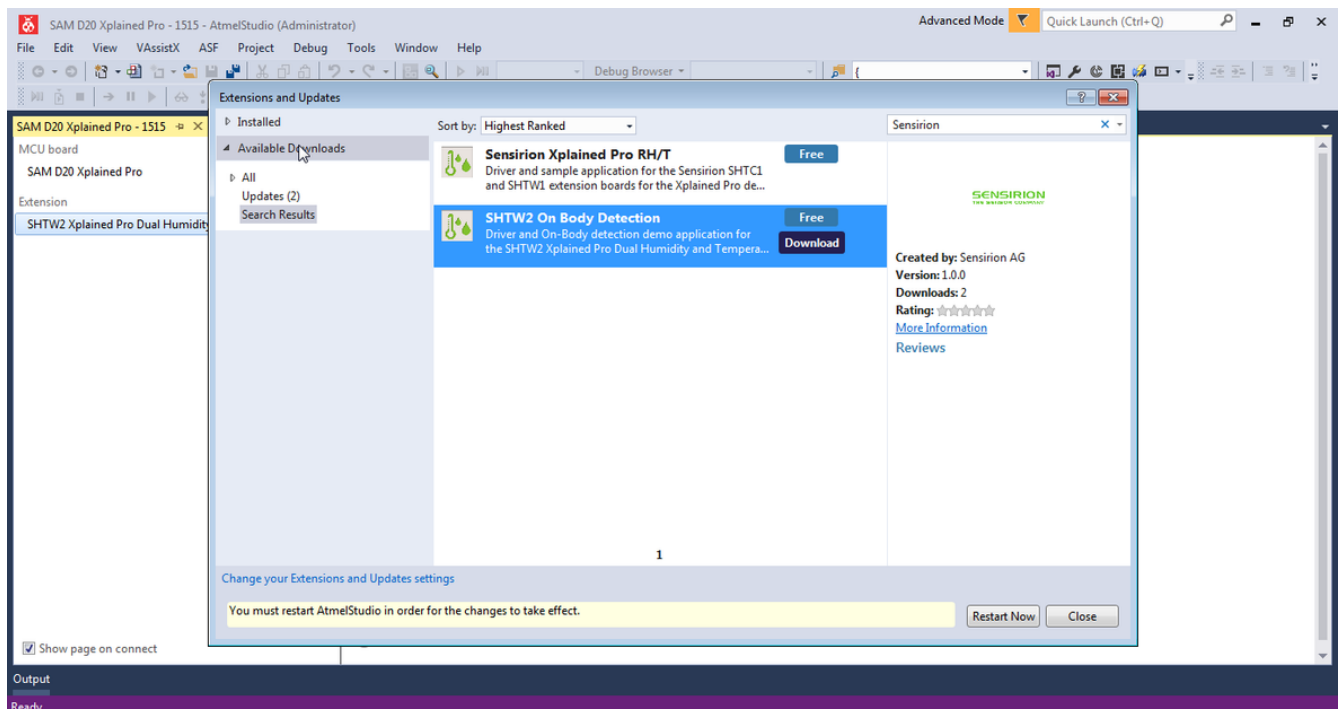 SAM D20 Xplained Pro - 1515 - AtmelStudio (Administrator)
Advanced Mode
Quick Launch (Ctrl+Q)
File Edit View VAssistX ASF Project Debug Tools Window Help
Debug Browser
{
Extensions and Updates
SAM D20 Xplained Pro - 1515
MCU board
SAM D20 Xplained Pro
Extension
SHTW2 Xplained Pro Dual Humidity
Installed
Available Downloads
All
Updates (2)
Search Results
Sort by: Highest Ranked
Sensirion
Sensirion Xplained Pro RH/T
Free
Driver and sample application for the Sensirion SHTC1
and SHTW1 extension boards for the Xplained Pro de...
SHTW2 On Body Detection
Free
Driver and On-Body detection demo application for
the SHTW2 Xplained Pro Dual Humidity and Tempera...
Download
SENSIRION
THE SENSOR COMPANY
Created by: Sensirion AG
Version: 1.0.0
Downloads: 2
Rating:
More Information
Reviews
1
Change your Extensions and Updates settings
You must restart AtmelStudio in order for the changes to take effect.
Restart Now
Close
Show page on connect
Output
Ready